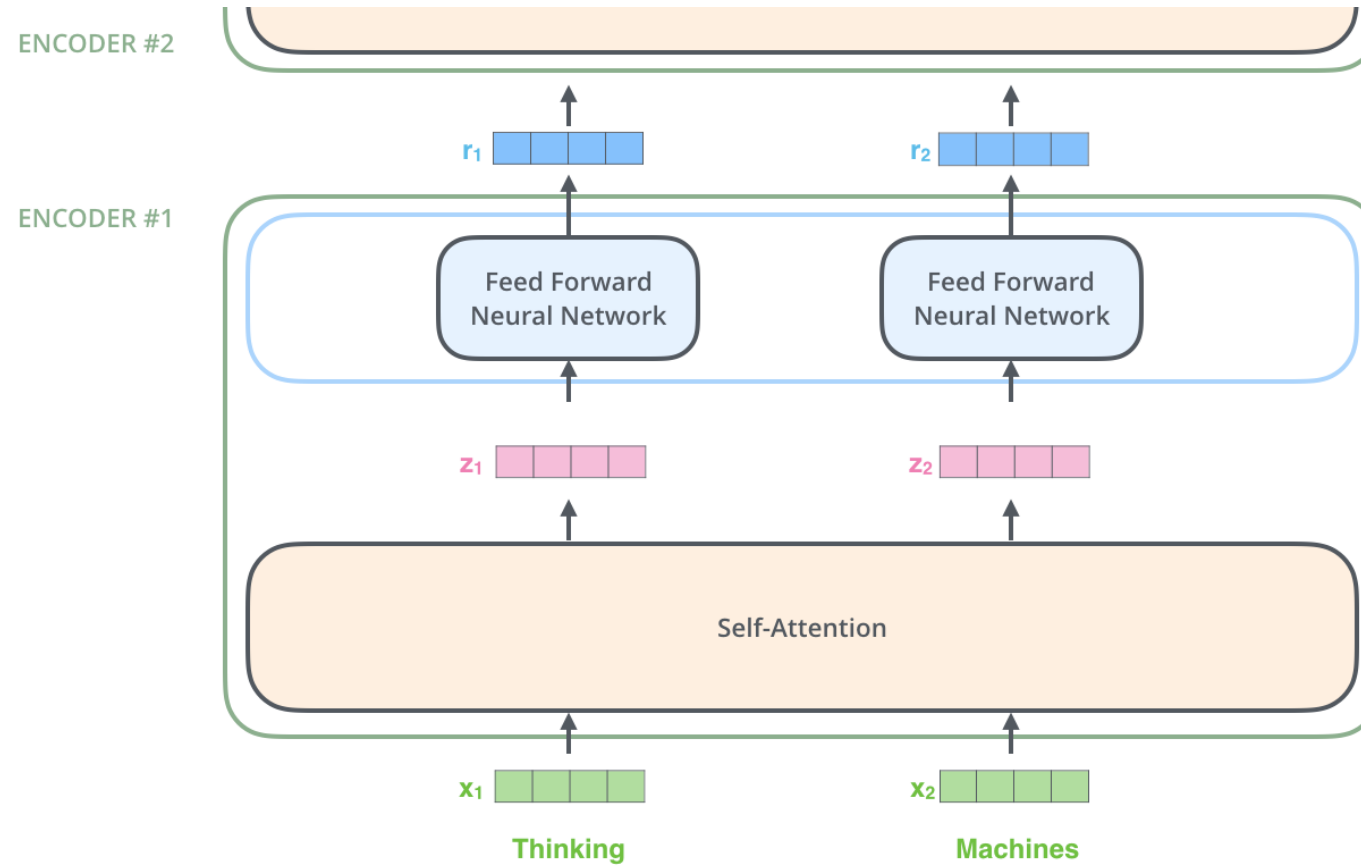 ENCODER #2
r₁
r₂
ENCODER #1
Feed Forward
Neural Network
Feed Forward
Neural Network
z₁
z₂
Self-Attention
x₁
x₂
Thinking
Machines